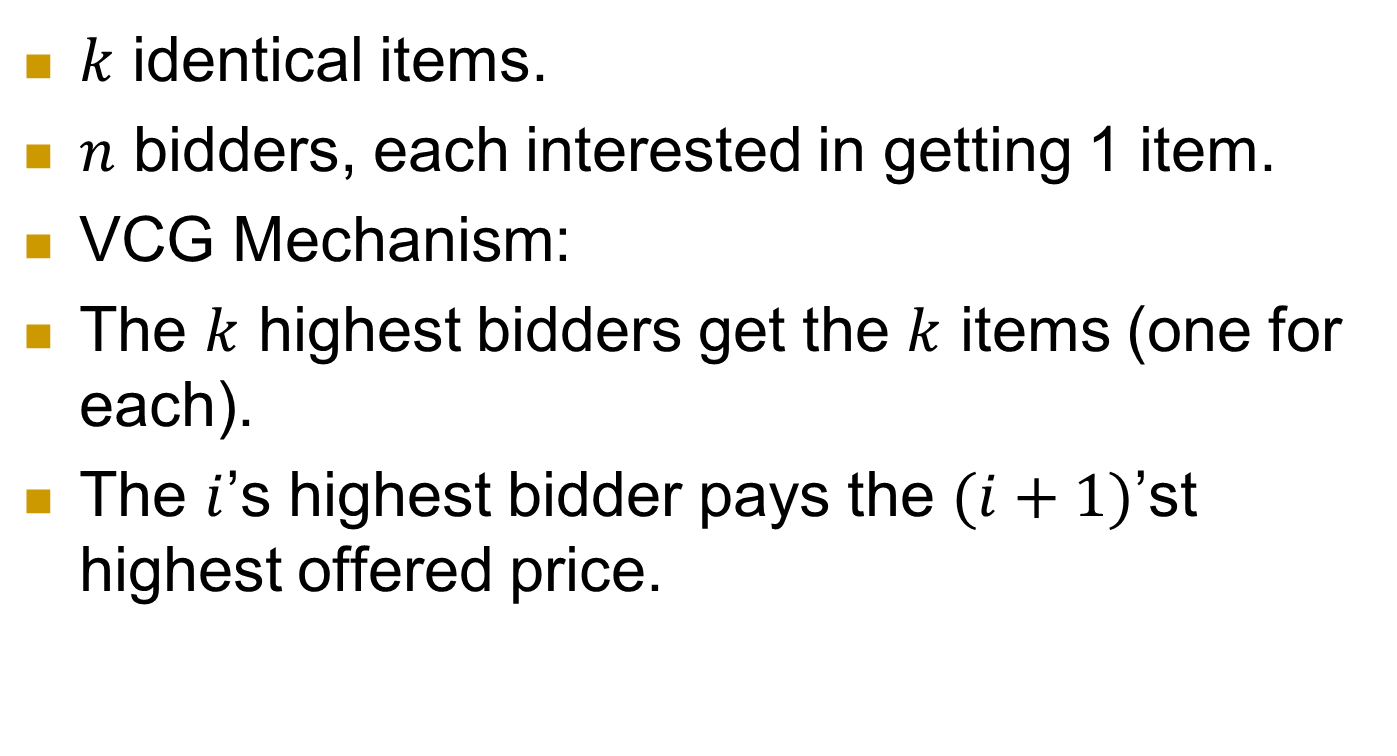 k identical items.
n bidders, each interested in getting 1 item.
VCG Mechanism:
The k highest bidders get the k items (one for
each).
The i’s highest bidder pays the (i + 1)’st
highest offered price.